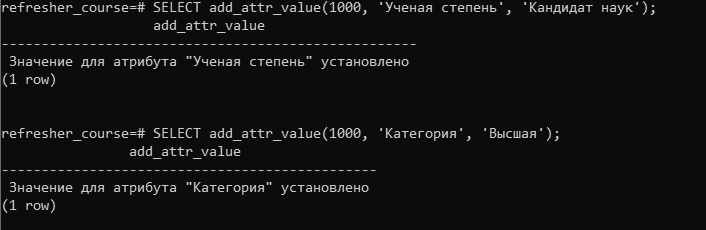 refresher_course=# SELECT add_attr_value(1000, 'Ученая степень', 'Кандидат наук');
add_attr_value
----------------------------------------------------
Значение для атрибута "Ученая степень" установлено
(1 row)
refresher_course=# SELECT add_attr_value(1000, 'Категория', 'Высшая');
add_attr_value
-----------------------------------------------
Значение для атрибута "Категория" установлено
(1 row)